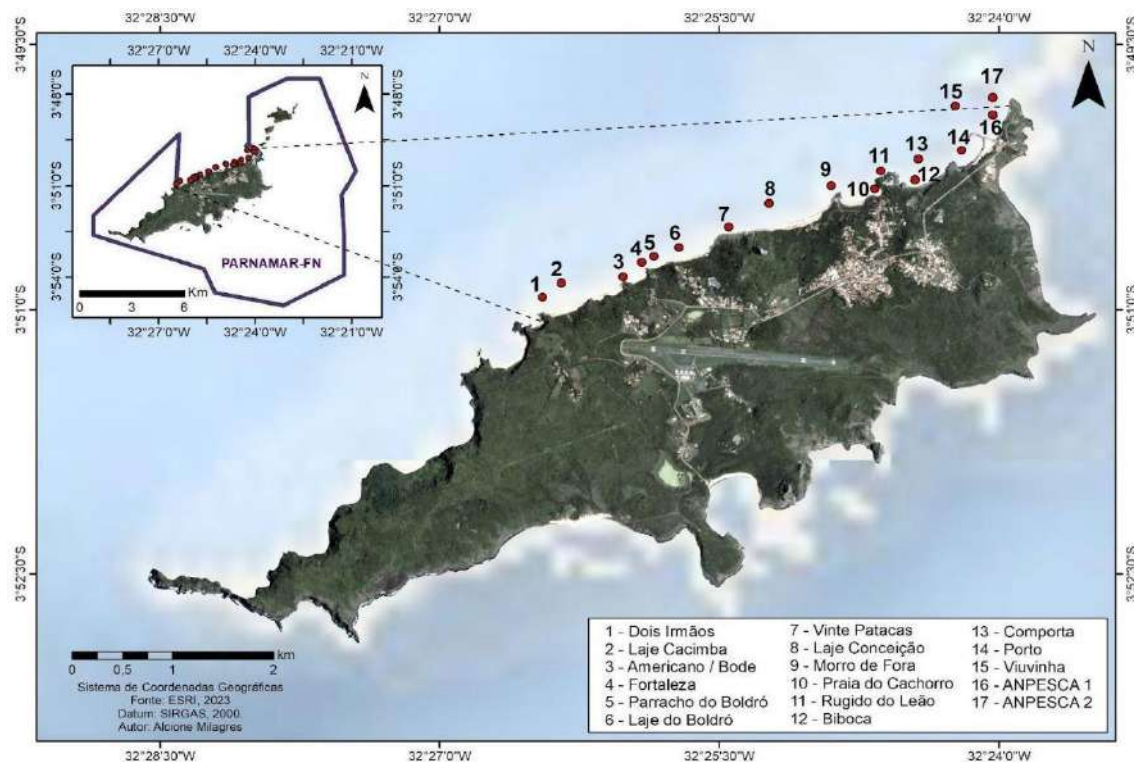 32°28'30"W 32°27'0"W 32°25'30"W 32°24'0"W
3°49'30"S
3°51'0"S
3°52'30"S
32°27'0"W 32°24'0"W 32°21'0"W
3°48'0"S
3°51'0"S
3°54'0"S
N
PARNAMAR-FN
Km
0 3 6
32°27'0"W 32°24'0"W 32°21'0"W
N
17
15
16
14
13
12
11
10
9
8
7
6
5
4
3
2
1
km
0 0,5 1 2
Sistema de Coordenadas Geográficas
Fonte: ESRI, 2023
Datum: SIRGAS, 2000.
Autor: Alcione Milagres
1 - Dois Irmãos
2 - Laje Cacimba
3 - Americano / Bode
4 - Fortaleza
5 - Parracho do Boldró
6 - Laje do Boldró
7 - Vinte Patacas
8 - Laje Conceição
9 - Morro de Fora
10 - Praia do Cachorro
11 - Rugido do Leão
12 - Biboca
13 - Comporta
14 - Porto
15 - Viuvinha
16 - ANPESCA 1
17 - ANPESCA 2
3°49'30"S
3°51'0"S
3°52'30"S
32°28'30"W 32°27'0"W 32°25'30"W 32°24'0"W